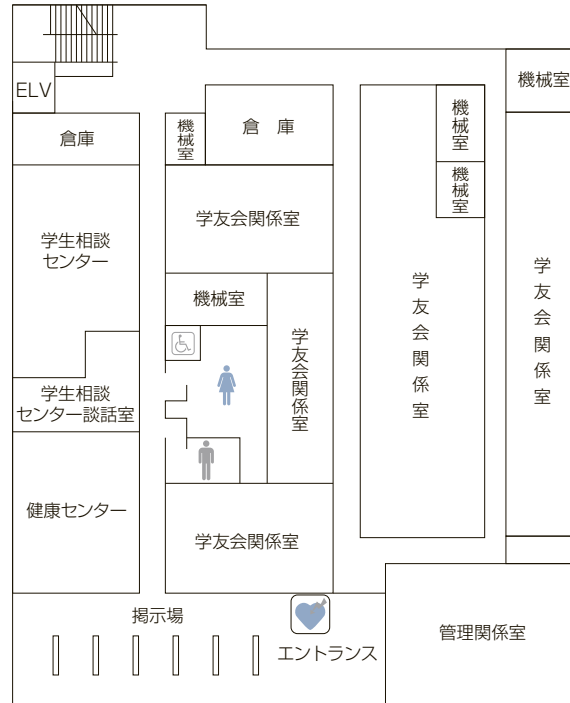 機械室
ELV
倉庫
機械室
倉 庫
機械室
機械室
学生相談
センター
学友会関係室
学友会関係室
学友会関係室
機械室
学友会関係室
学生相談
センター談話室
健康センター
学友会関係室
掲示場
エントランス
管理関係室